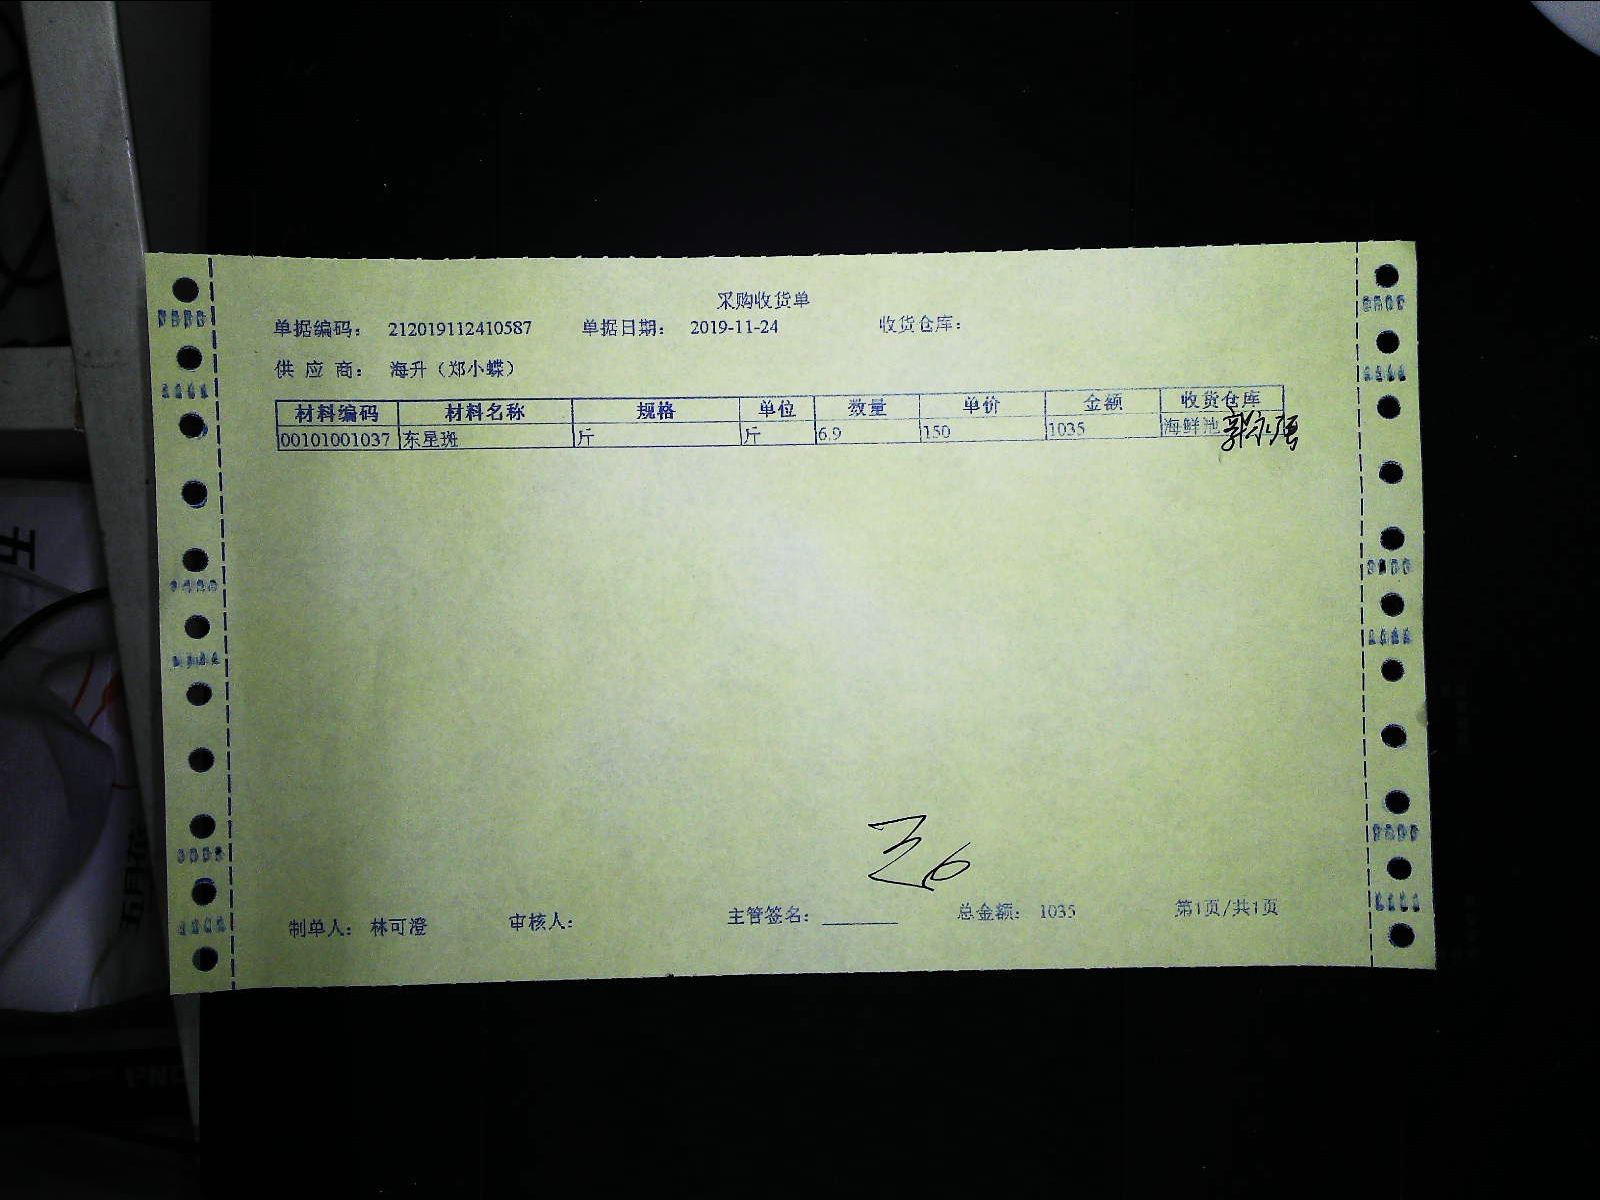 采购收货单
单据编码： 212019112410587 单据日期： 2019-11-24 收货仓库：
供 应 商： 海升（郑小蝶）
材料编码 材料名称 规格 单位 数量 单价 金额 收货仓库
00101001037 东星斑 斤 斤 6.9 150 1035 海鲜池
制单人： 林可澄 审核人： 主管签名： 总金额： 1035 第1页/共1页